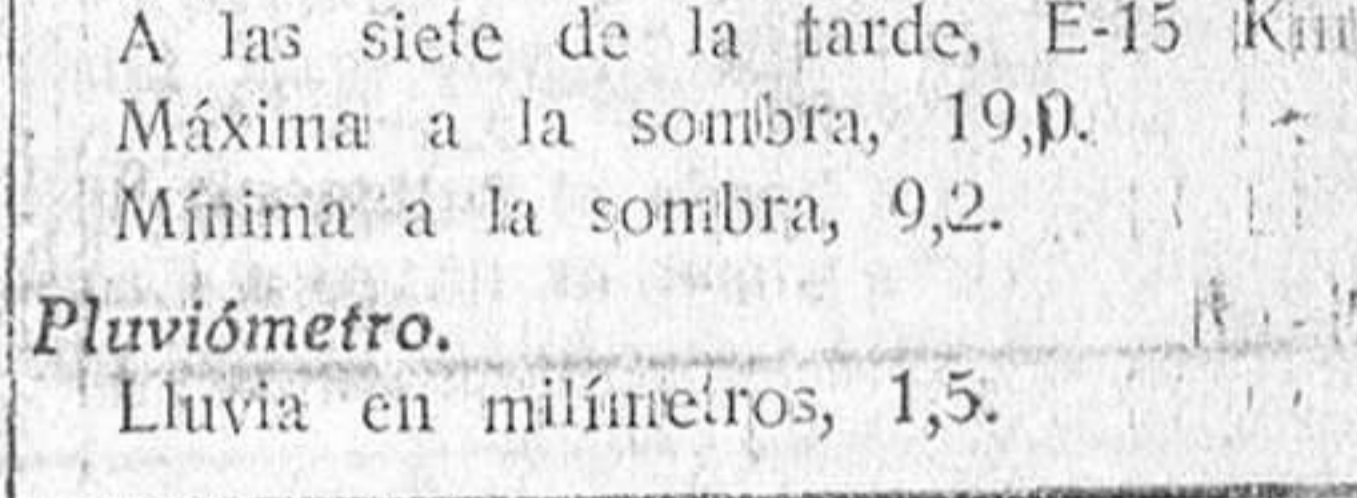 A las siete de la tarde, E-15 Km
Máxima a la sombra, 19,0.
Mínima a la sombra, 9,2.
Pluviómetro.
Lluvia en milímetros, 1,5.